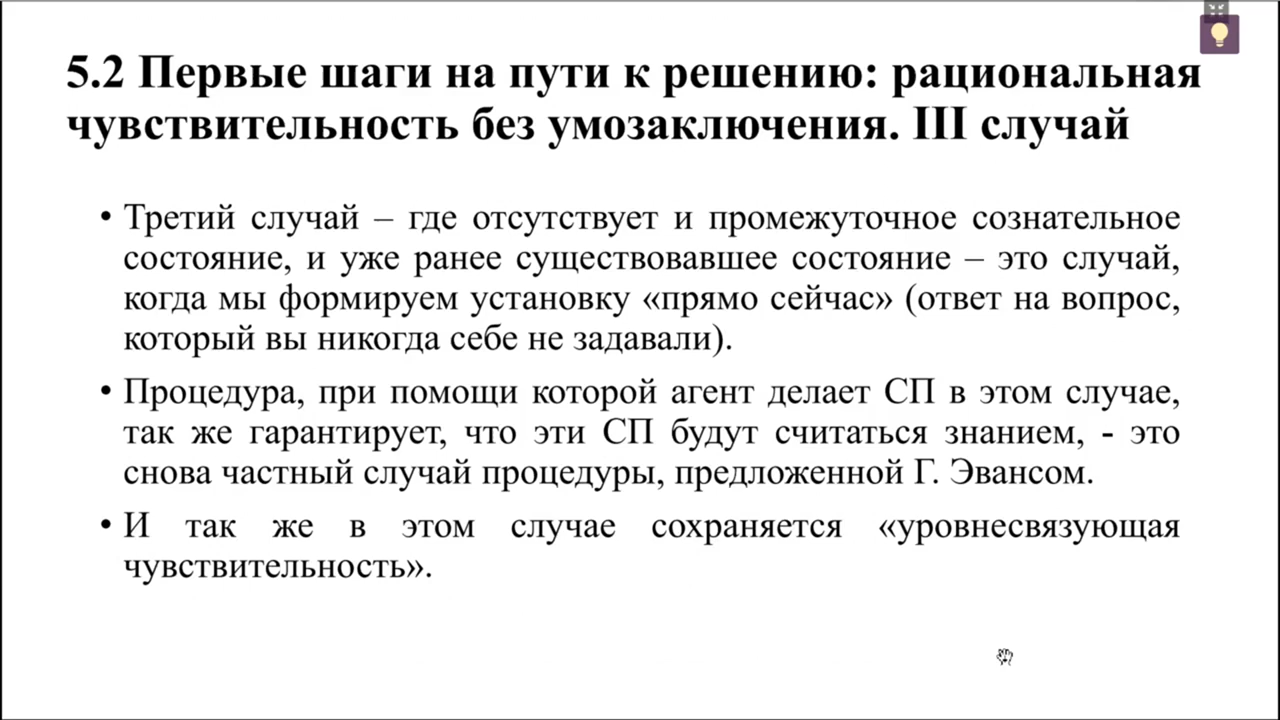 5.2 Первые шаги на пути к решению: рациональная
чувствительность без умозаключения. III случай
• Третий случай – где отсутствует и промежуточное сознательное
состояние, и уже ранее существовавшее состояние – это случай,
когда мы формируем установку «прямо сейчас» (ответ на вопрос,
который вы никогда себе не задавали).
• Процедура, при помощи которой агент делает СП в этом случае,
так же гарантирует, что эти СП будут считаться знанием, - это
снова частный случай процедуры, предложенной Г. Эвансом.
• И так же в этом случае сохраняется «уровнесвязующая
чувствительность».